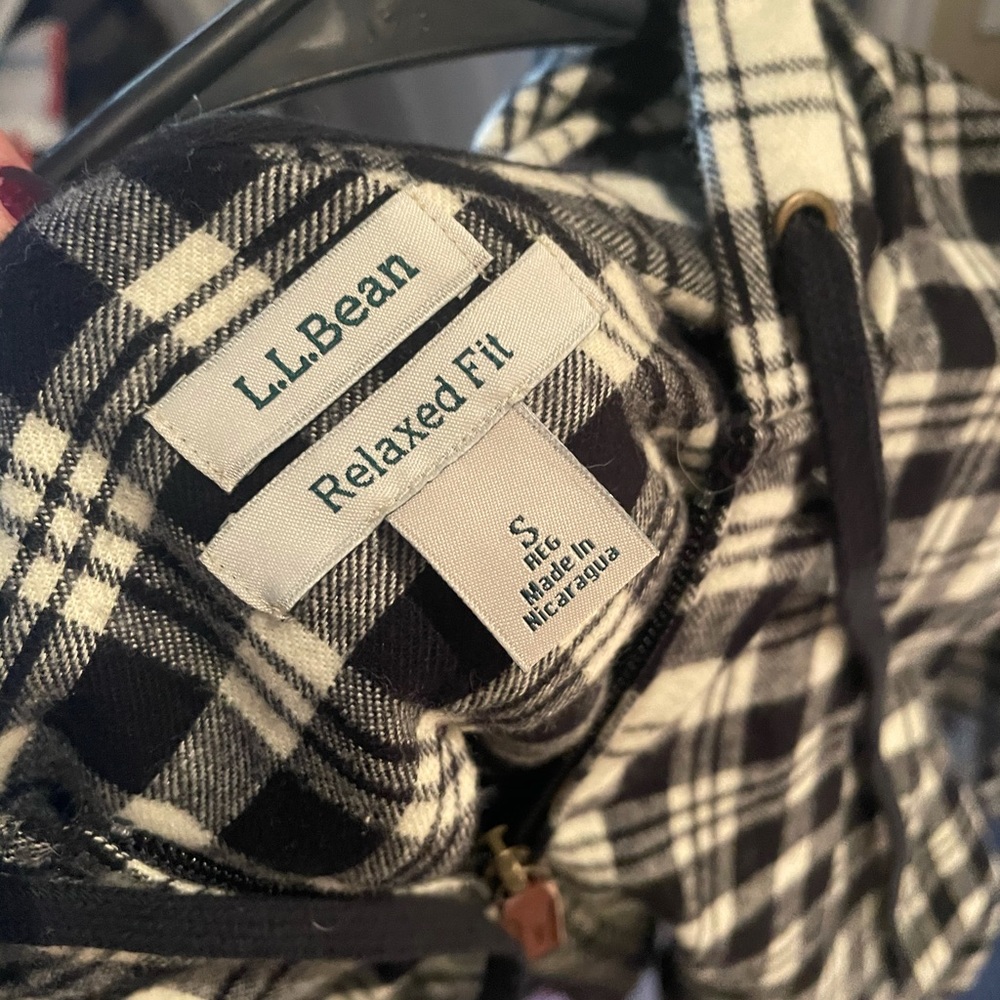 L.L.Bean
Relaxed Fit
S
REG
Made In
Nicaragua